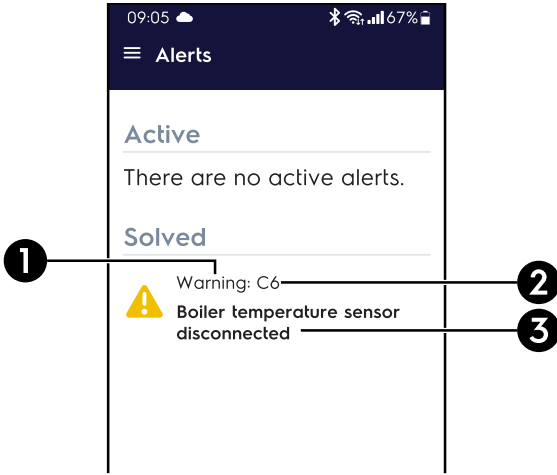 09:05 67%
Alerts
Active
There are no active alerts.
Solved
1
Warning: C6
2
Boiler temperature sensor
disconnected
3